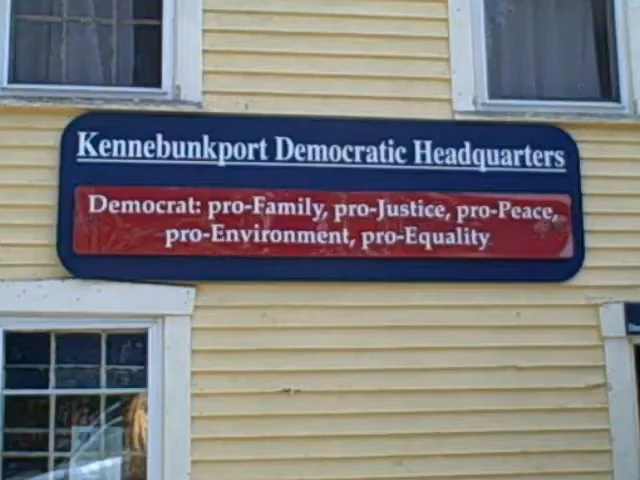 Kennebunkport Democratic Headquarters
Democrat: pro-Family, pro-Justice, pro-Peace,
pro-Environment, pro-Equality